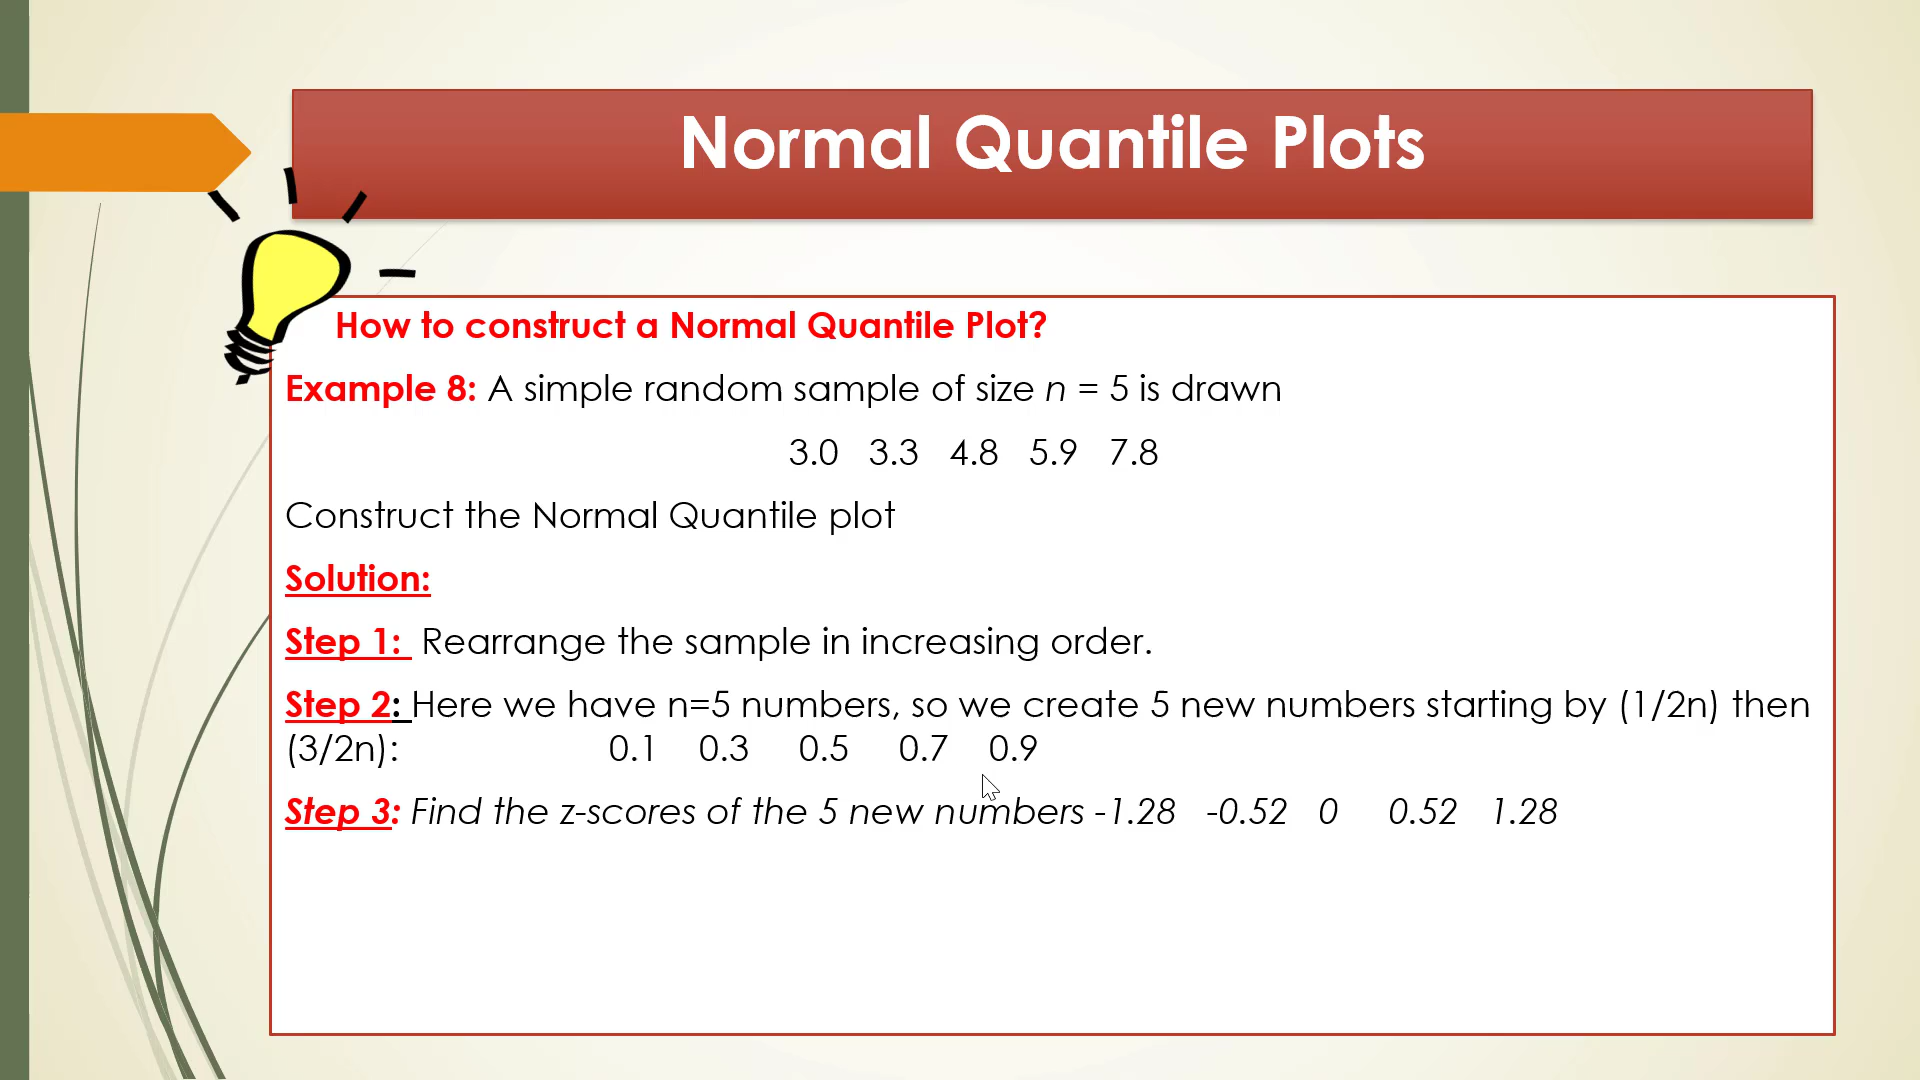 Normal Quantile Plots
How to construct a Normal Quantile Plot?
Example 8: A simple random sample of size n = 5 is drawn
3.0 3.3 4.8 5.9 7.8
Construct the Normal Quantile plot
Solution:
Step 1: Rearrange the sample in increasing order.
Step 2: Here we have n=5 numbers, so we create 5 new numbers starting by (1/2n) then
(3/2n): 0.1 0.3 0.5 0.7 0.9
Step 3: Find the z-scores of the 5 new numbers -1.28 -0.52 0 0.52 1.28